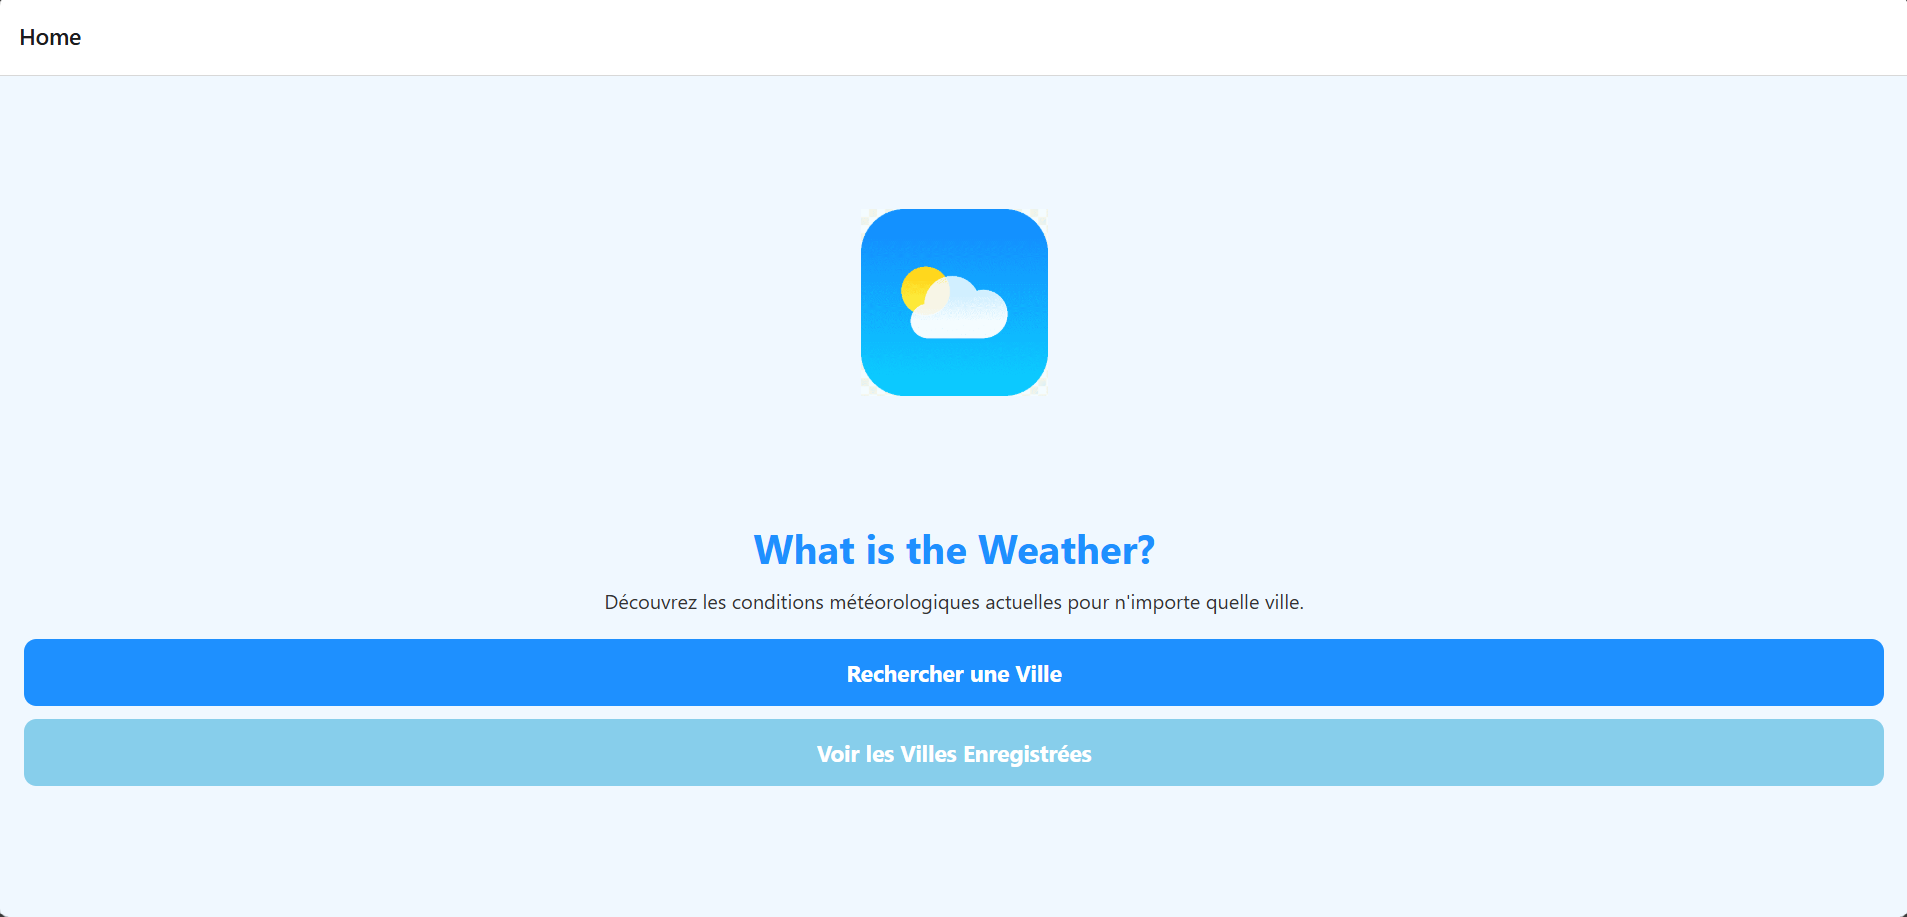 Home
What is the Weather?
Découvrez les conditions météorologiques actuelles pour n'importe quelle ville.
Rechercher une Ville
Voir les Villes Enregistrées